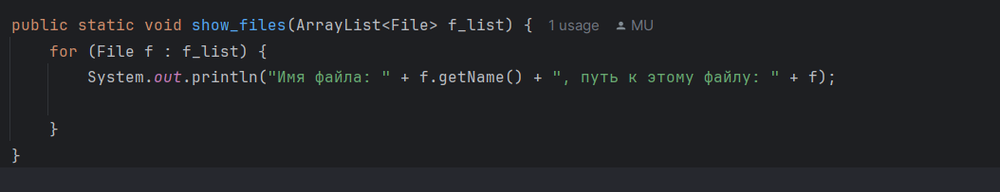 public static void show_files(ArrayList<File> f_list) { 1 usage MU
for (File f : f_list) {
System.out.println("Имя файла: " + f.getName() + ", путь к этому файлу: " + f);
}
}